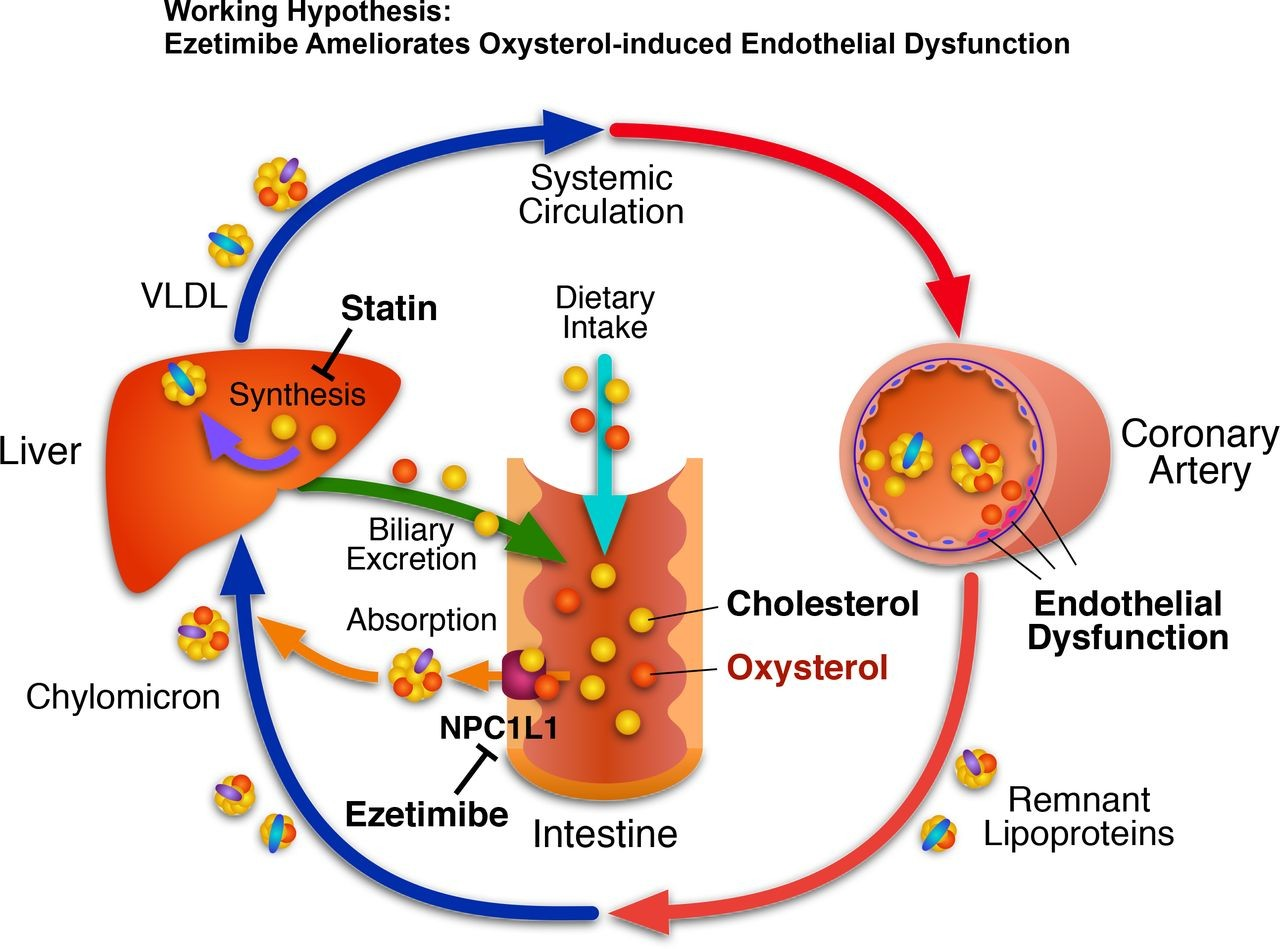 Working Hypothesis:
Ezetimibe Ameliorates Oxysterol-induced Endothelial Dysfunction
Systemic
Circulation
VLDL
Statin
Dietary
Intake
Synthesis
Liver
Coronary
Artery
Biliary
Excretion
Absorption
Cholesterol
Endothelial
Dysfunction
Oxysterol
Chylomicron
NPC1L1
Ezetimibe
Intestine
Remnant
Lipoproteins